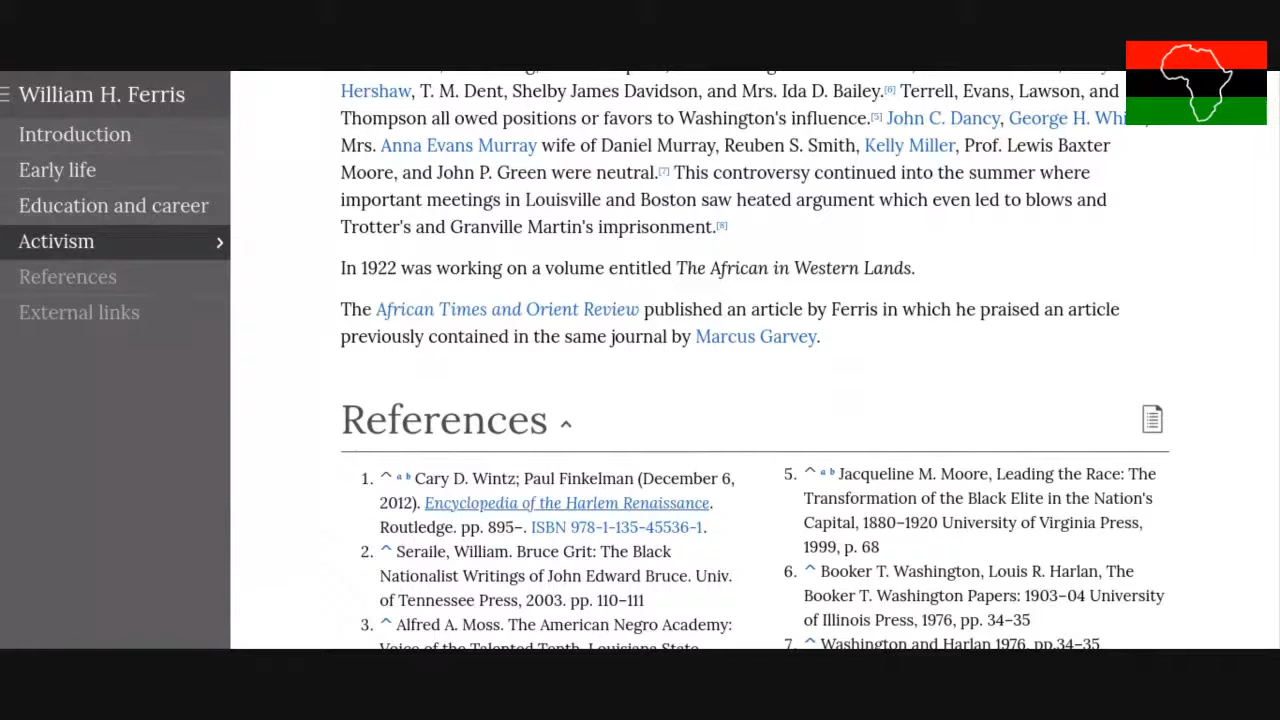 William H. Ferris
Introduction
Early life
Education and career
Activism
References
External links
Hershaw, T. M. Dent, Shelby James Davidson, and Mrs. Ida D. Bailey.[6] Terrell, Evans, Lawson, and
Thompson all owed positions or favors to Washington's influence.[5] John C. Dancy, George H.
Mrs. Anna Evans Murray wife of Daniel Murray, Reuben S. Smith, Kelly Miller, Prof. Lewis Baxter
Moore, and John P. Green were neutral.[7] This controversy continued into the summer where
important meetings in Louisville and Boston saw heated argument which even led to blows and
Trotter's and Granville Martin's imprisonment.[8]
In 1922 was working on a volume entitled The African in Western Lands.
The African Times and Orient Review published an article by Ferris in which he praised an article
previously contained in the same journal by Marcus Garvey.
References
1. ^ a b Cary D. Wintz; Paul Finkelman (December 6,
2012). Encyclopedia of the Harlem Renaissance.
Routledge. pp. 895–. ISBN 978-1-135-45536-1.
2. ^ Seraile, William. Bruce Grit: The Black
Nationalist Writings of John Edward Bruce. Univ.
of Tennessee Press, 2003. pp. 110–111
3. ^ Alfred A. Moss. The American Negro Academy:
Voice of the Talented Tenth. Louisiana State
5. ^ a b Jacqueline M. Moore, Leading the Race: The
Transformation of the Black Elite in the Nation's
Capital, 1880–1920 University of Virginia Press,
1999, p. 68
6. ^ Booker T. Washington, Louis R. Harlan, The
Booker T. Washington Papers: 1903–04 University
of Illinois Press, 1976, pp. 34–35
7. ^ Washington and Harlan 1976, pp.34–35